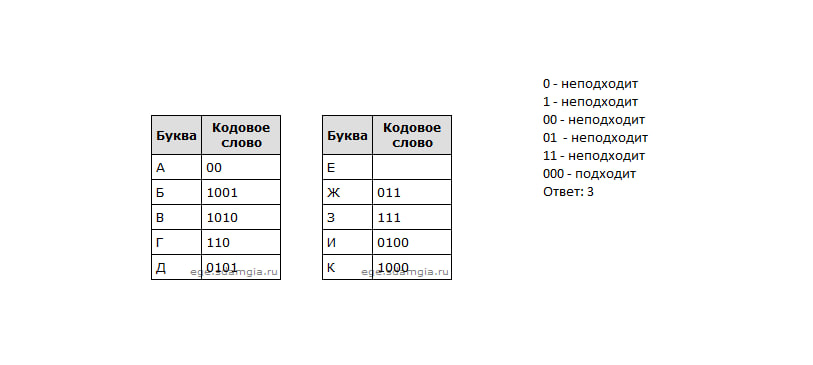 Буква Кодовое слово
А 00
Б 1001
В 1010
Г 110
Д 0101
ege.sdamgia.ru
Буква Кодовое слово
Е
Ж 011
З 111
И 0100
К 1000
ege.sdamgia.ru
0 - неподходит
1 - неподходит
00 - неподходит
01 - неподходит
11 - неподходит
000 - подходит
Ответ: 3